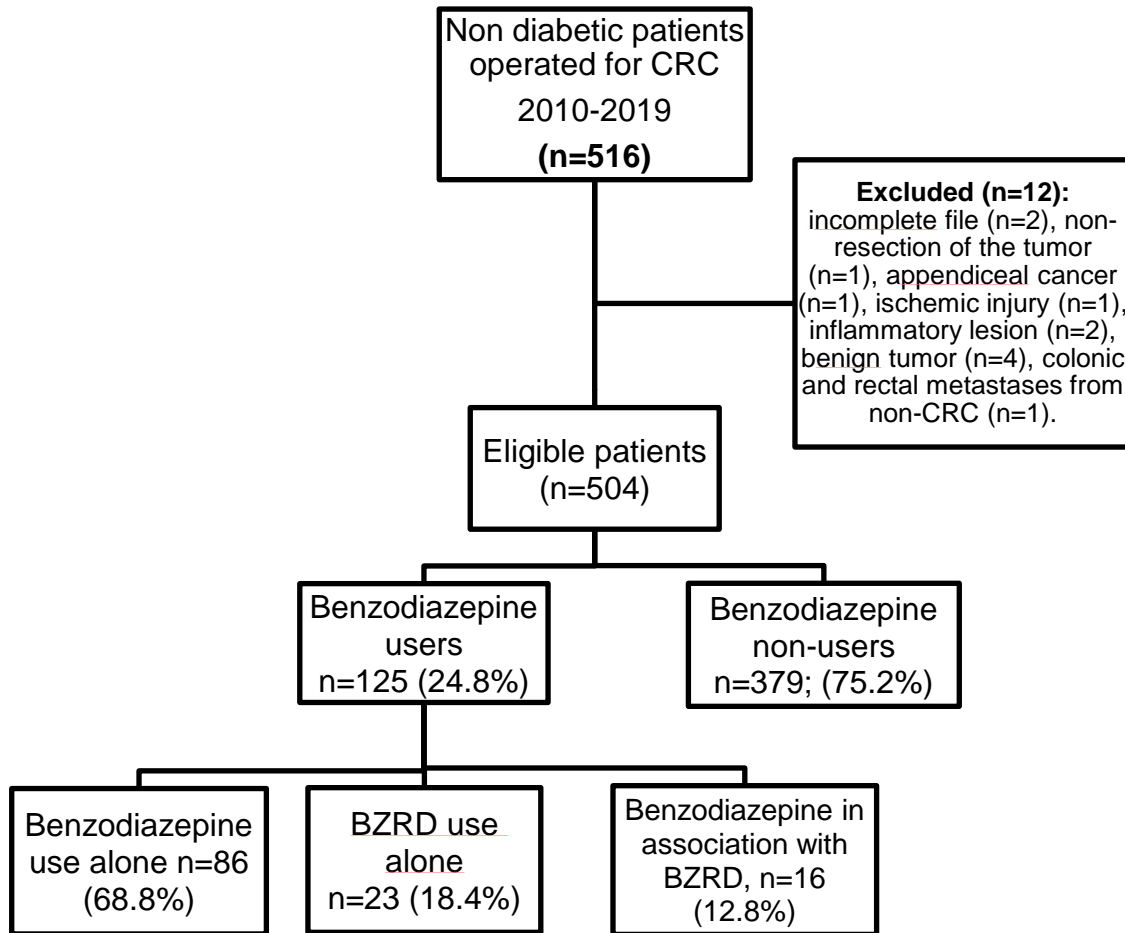 Non diabetic patients
operated for CRC
2010-2019
(n=516)
Excluded (n=12):
incomplete file (n=2), non-
resection of the tumor
(n=1), appendiceal cancer
(n=1), ischemic injury (n=1),
inflammatory lesion (n=2),
benign tumor (n=4), colonic
and rectal metastases from
non-CRC (n=1).
Eligible patients
(n=504)
Benzodiazepine
users
n=125 (24.8%)
Benzodiazepine
non-users
n=379; (75.2%)
Benzodiazepine
use alone n=86
(68.8%)
BZRD use
alone
n=23 (18.4%)
Benzodiazepine in
association with
BZRD, n=16
(12.8%)